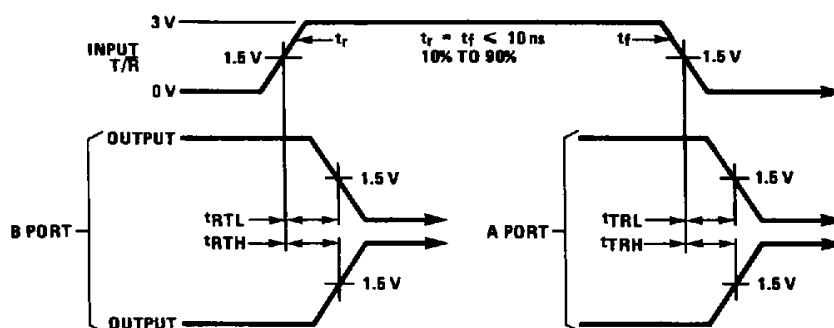 3 V
INPUT
T/R̅
1.5 V
0 V
tr
tr = tf < 10 ns
10% TO 90%
tf
1.5 V
B PORT
OUTPUT
1.5 V
tRTL
tRTH
1.5 V
OUTPUT
A PORT
1.5 V
tTRL
tTRH
1.5 V